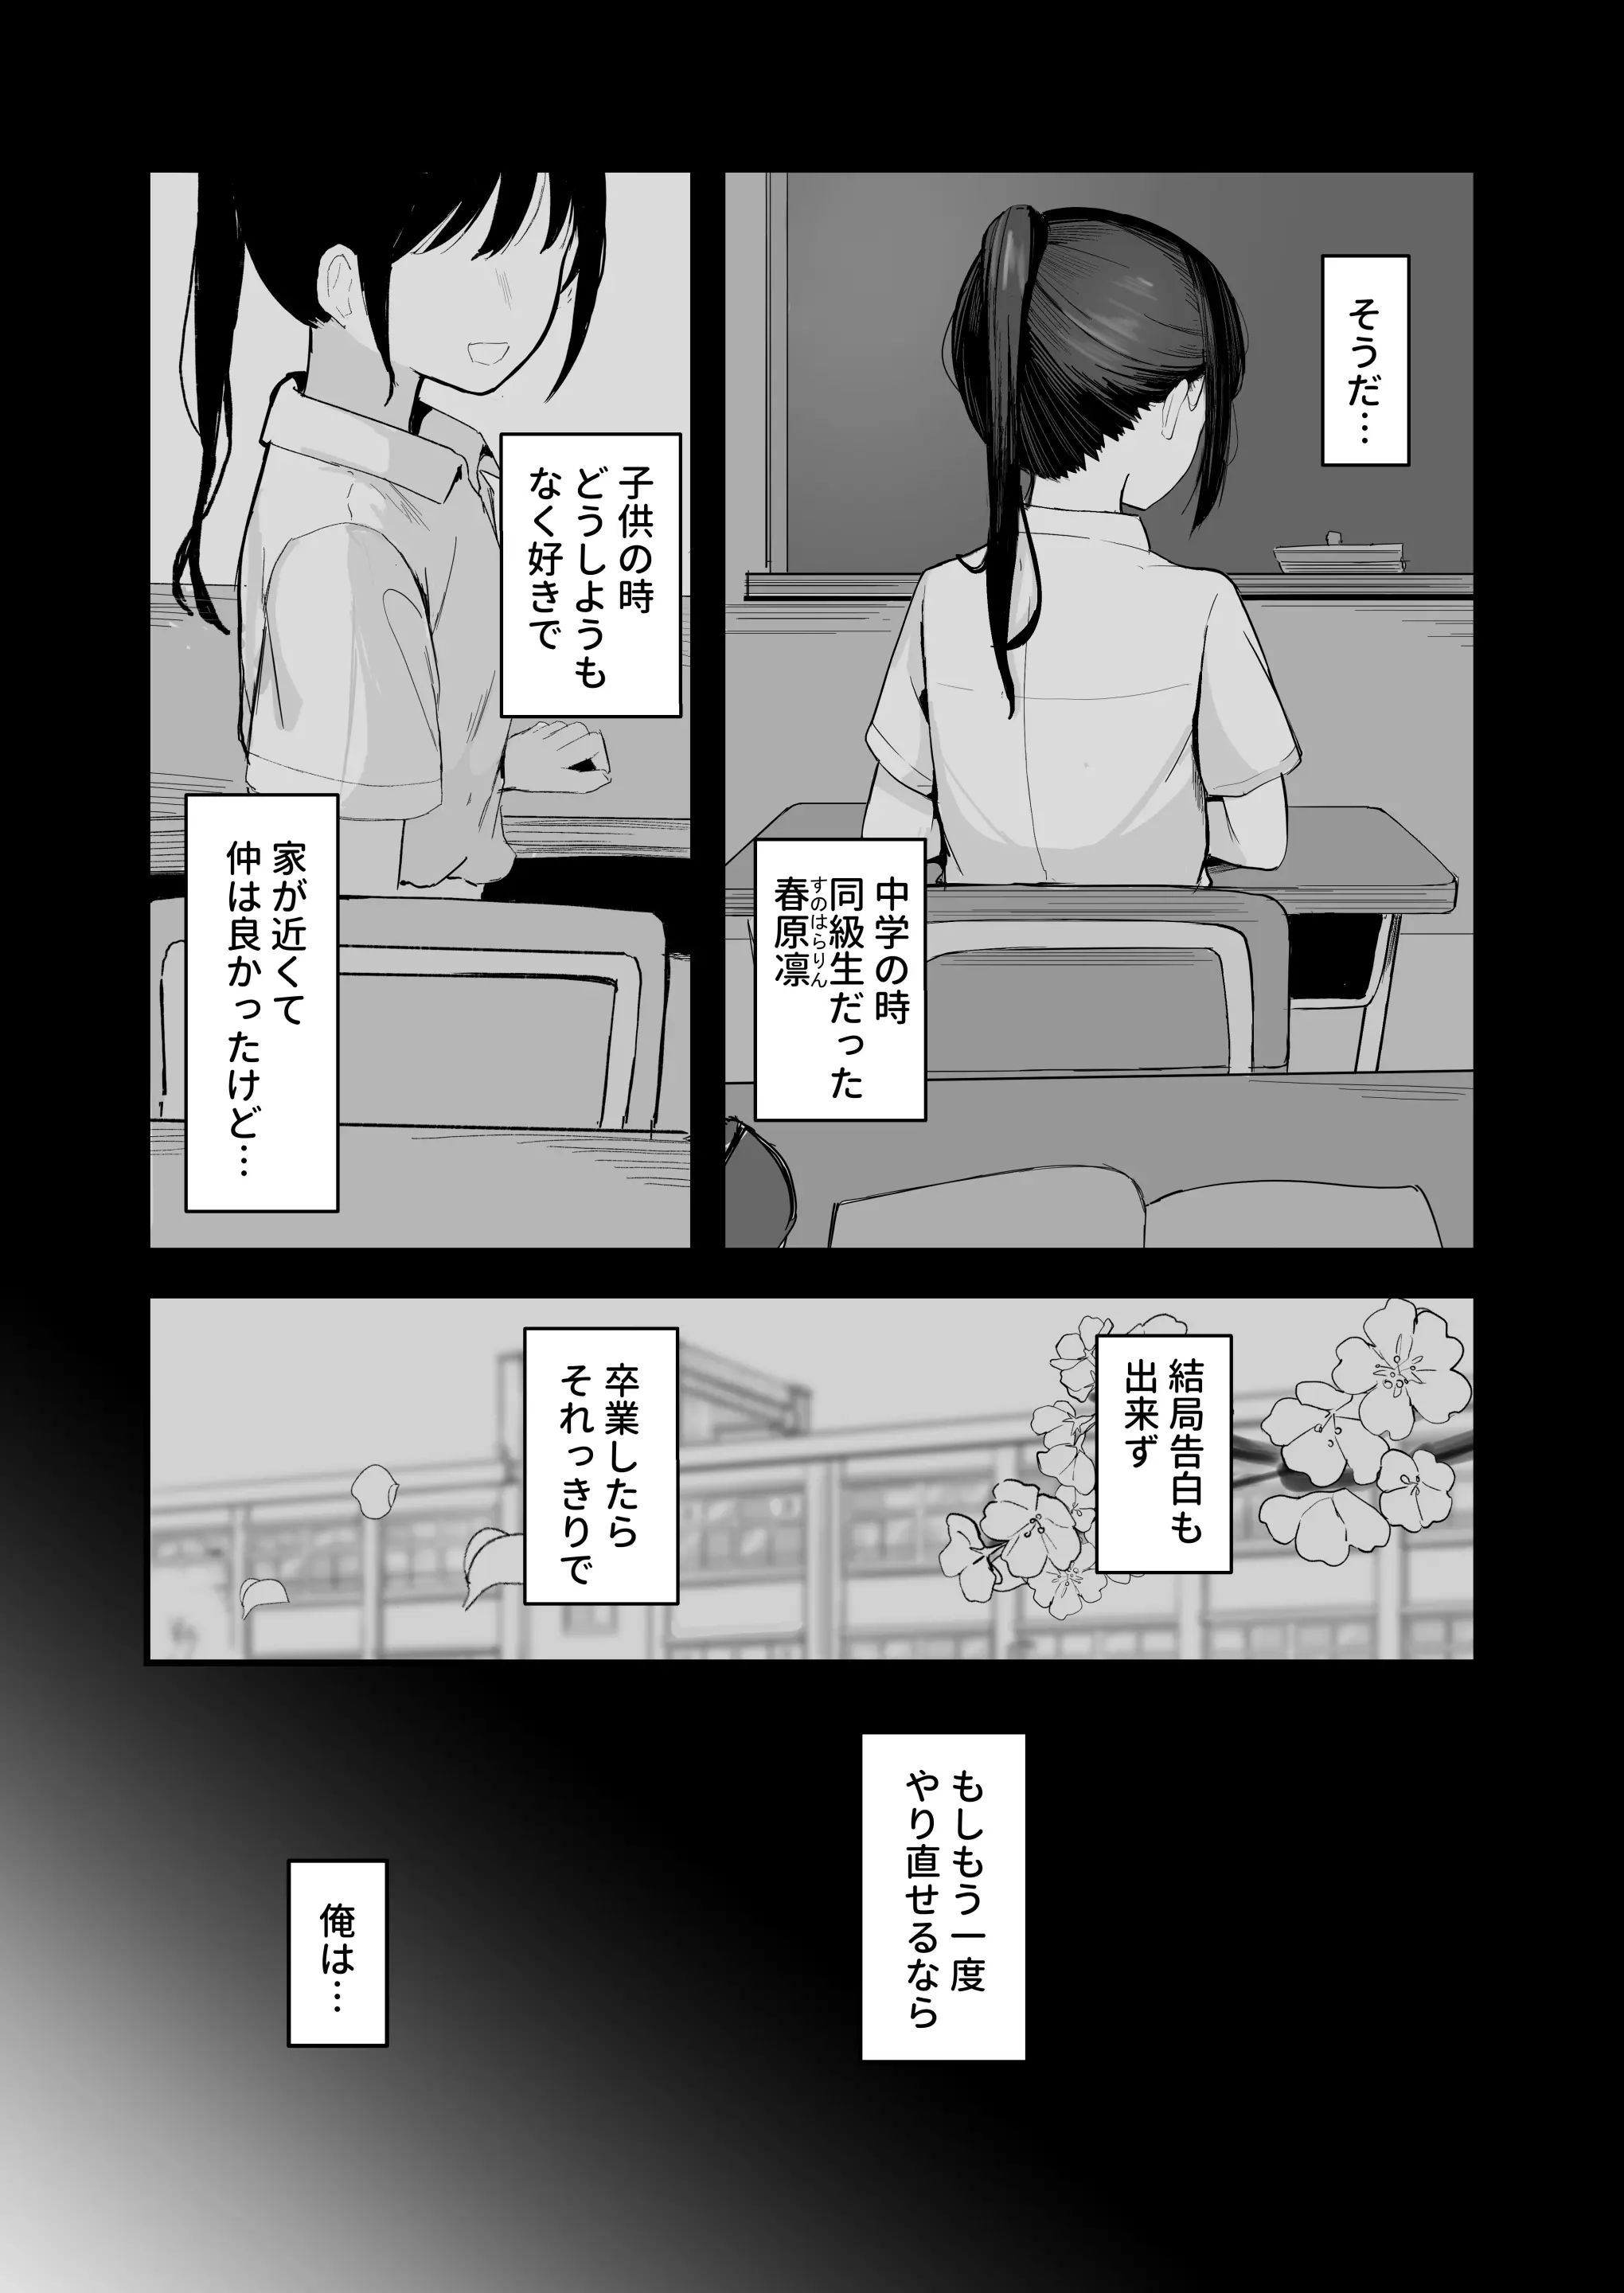 そうだ…
中学の時
同級生だった
春原凛
すのはらりん
子供の時
どうしようも
なく好きで
家が近くて
仲は良かったけど…
結局告白も
出来ず
卒業したら
それっきりで
もしもう一度
やり直せるなら
俺は…